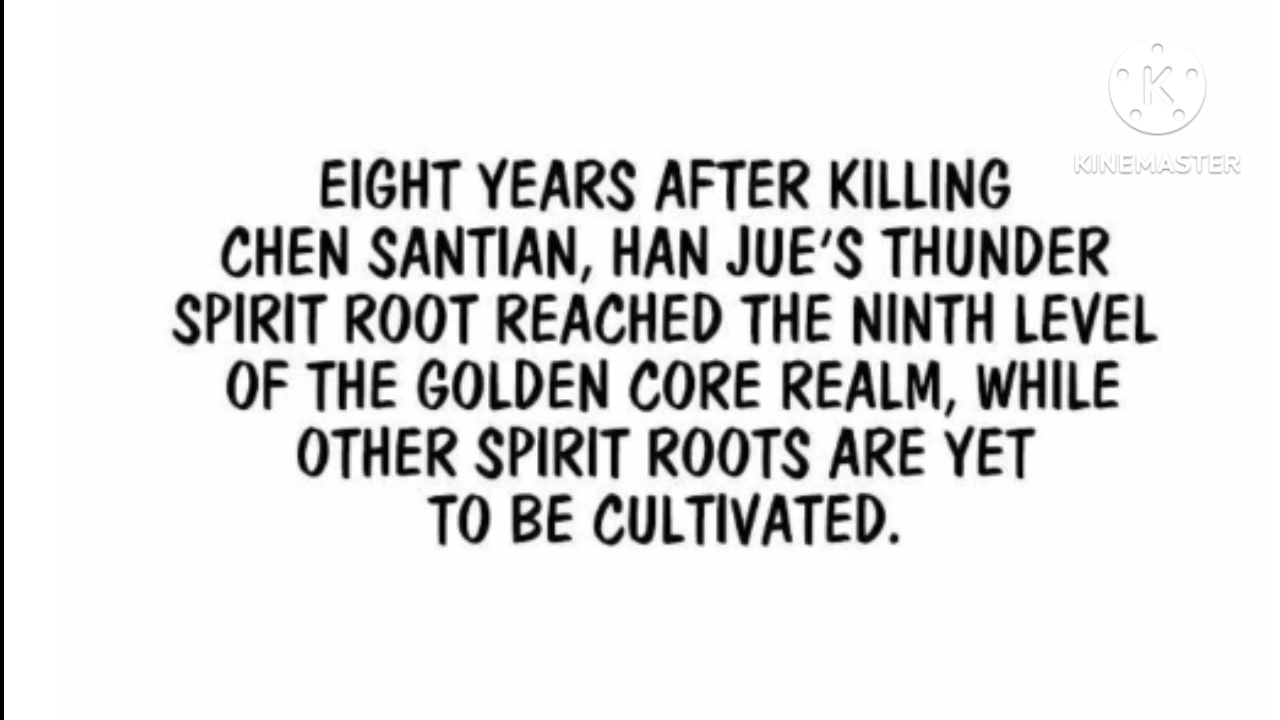 KINEMASTER
EIGHT YEARS AFTER KILLING
CHEN SANTIAN, HAN JUE'S THUNDER
SPIRIT ROOT REACHED THE NINTH LEVEL
OF THE GOLDEN CORE REALM, WHILE
OTHER SPIRIT ROOTS ARE YET
TO BE CULTIVATED.